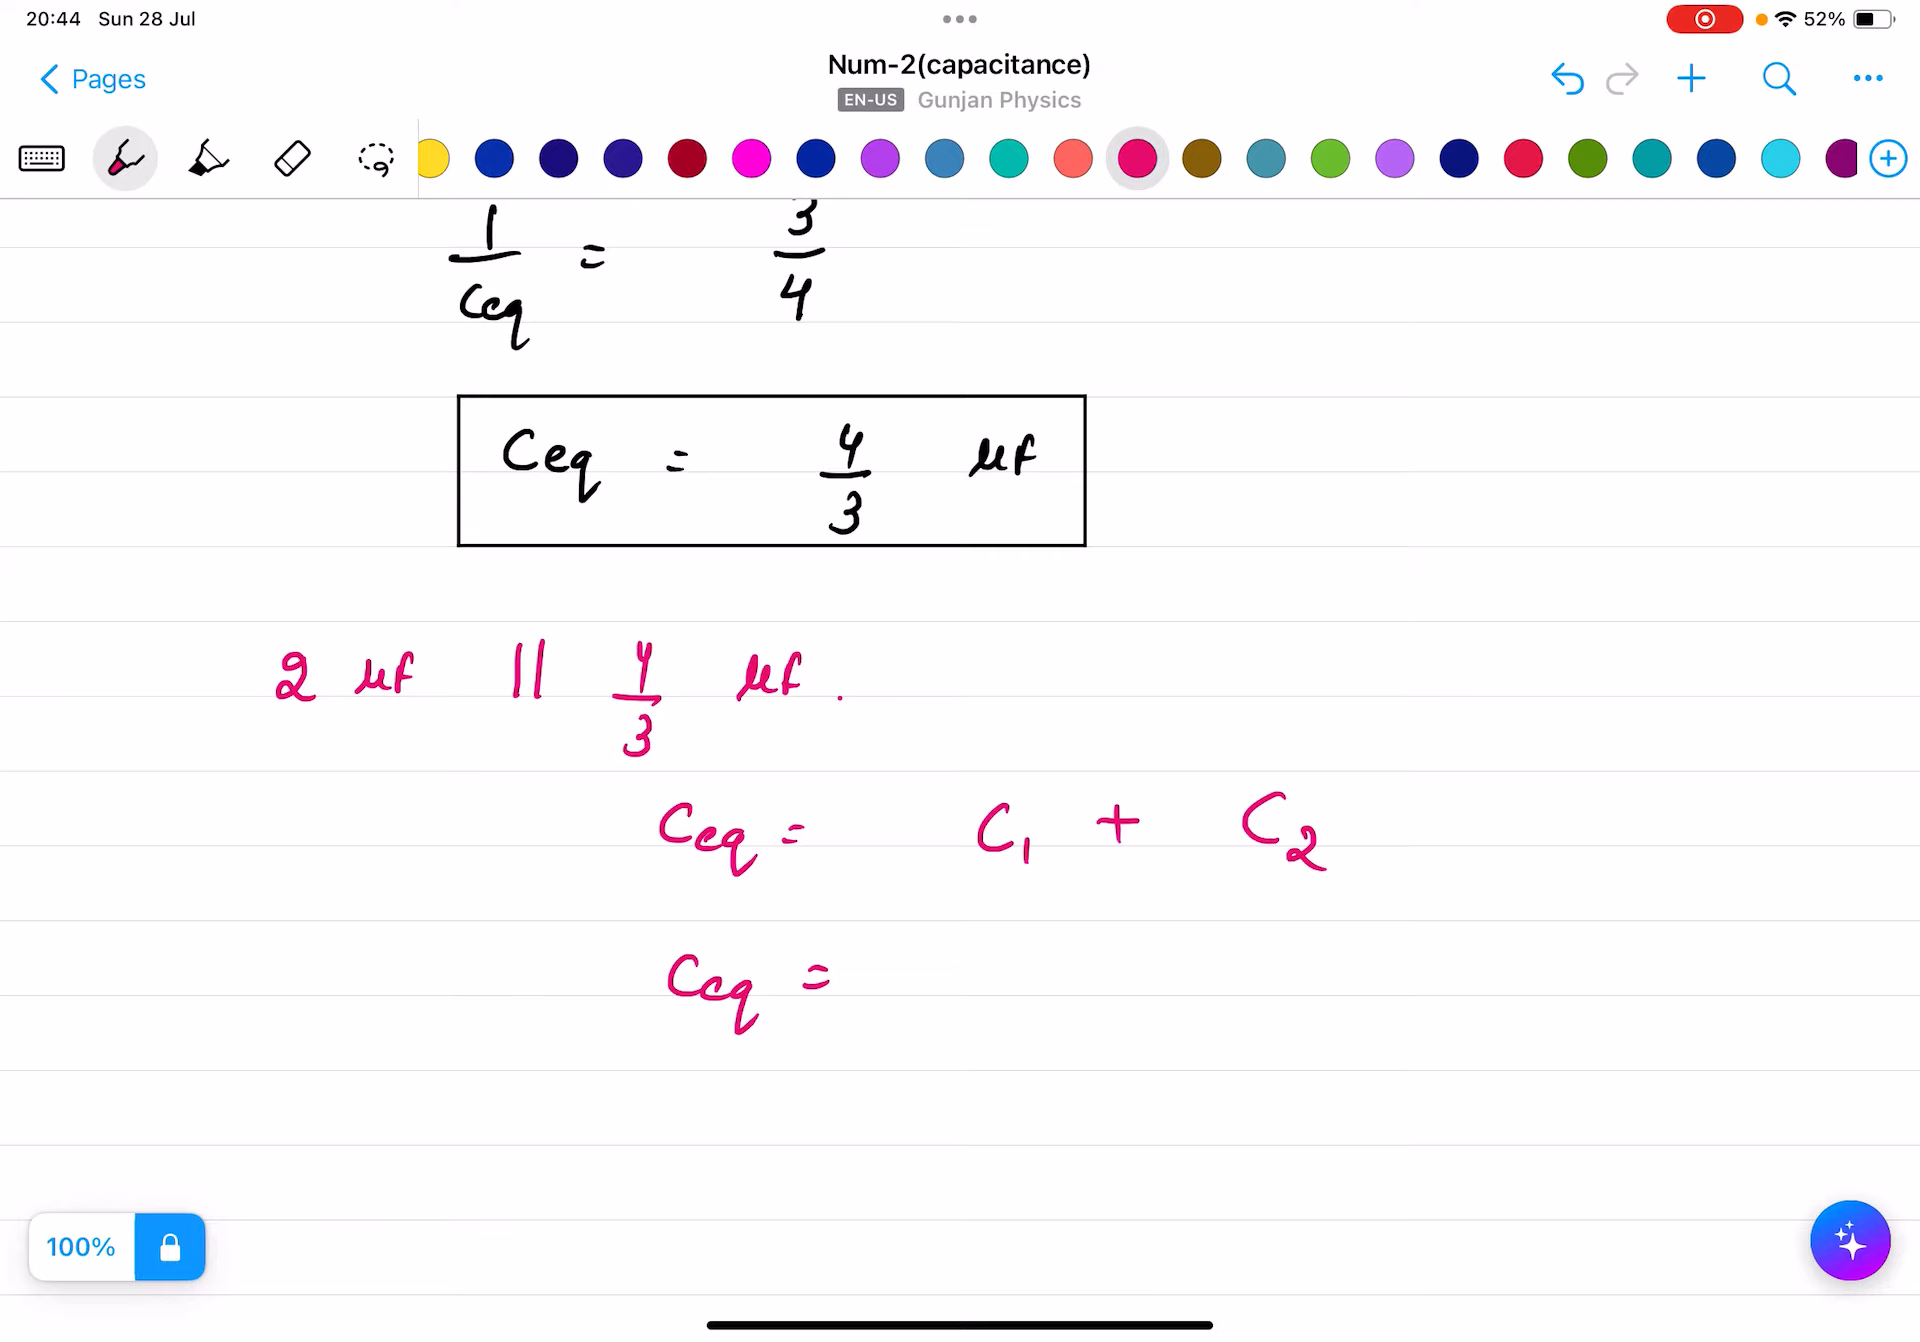 20:44 Sun 28 Jul
52%
Pages
Num-2(capacitance)
EN-US Gunjan Physics
1/Ceq = 3/4
Ceq = 4/3 μf
2 μf || 4/3 μf.
Ceq = C₁ + C₂
Ceq =
100%